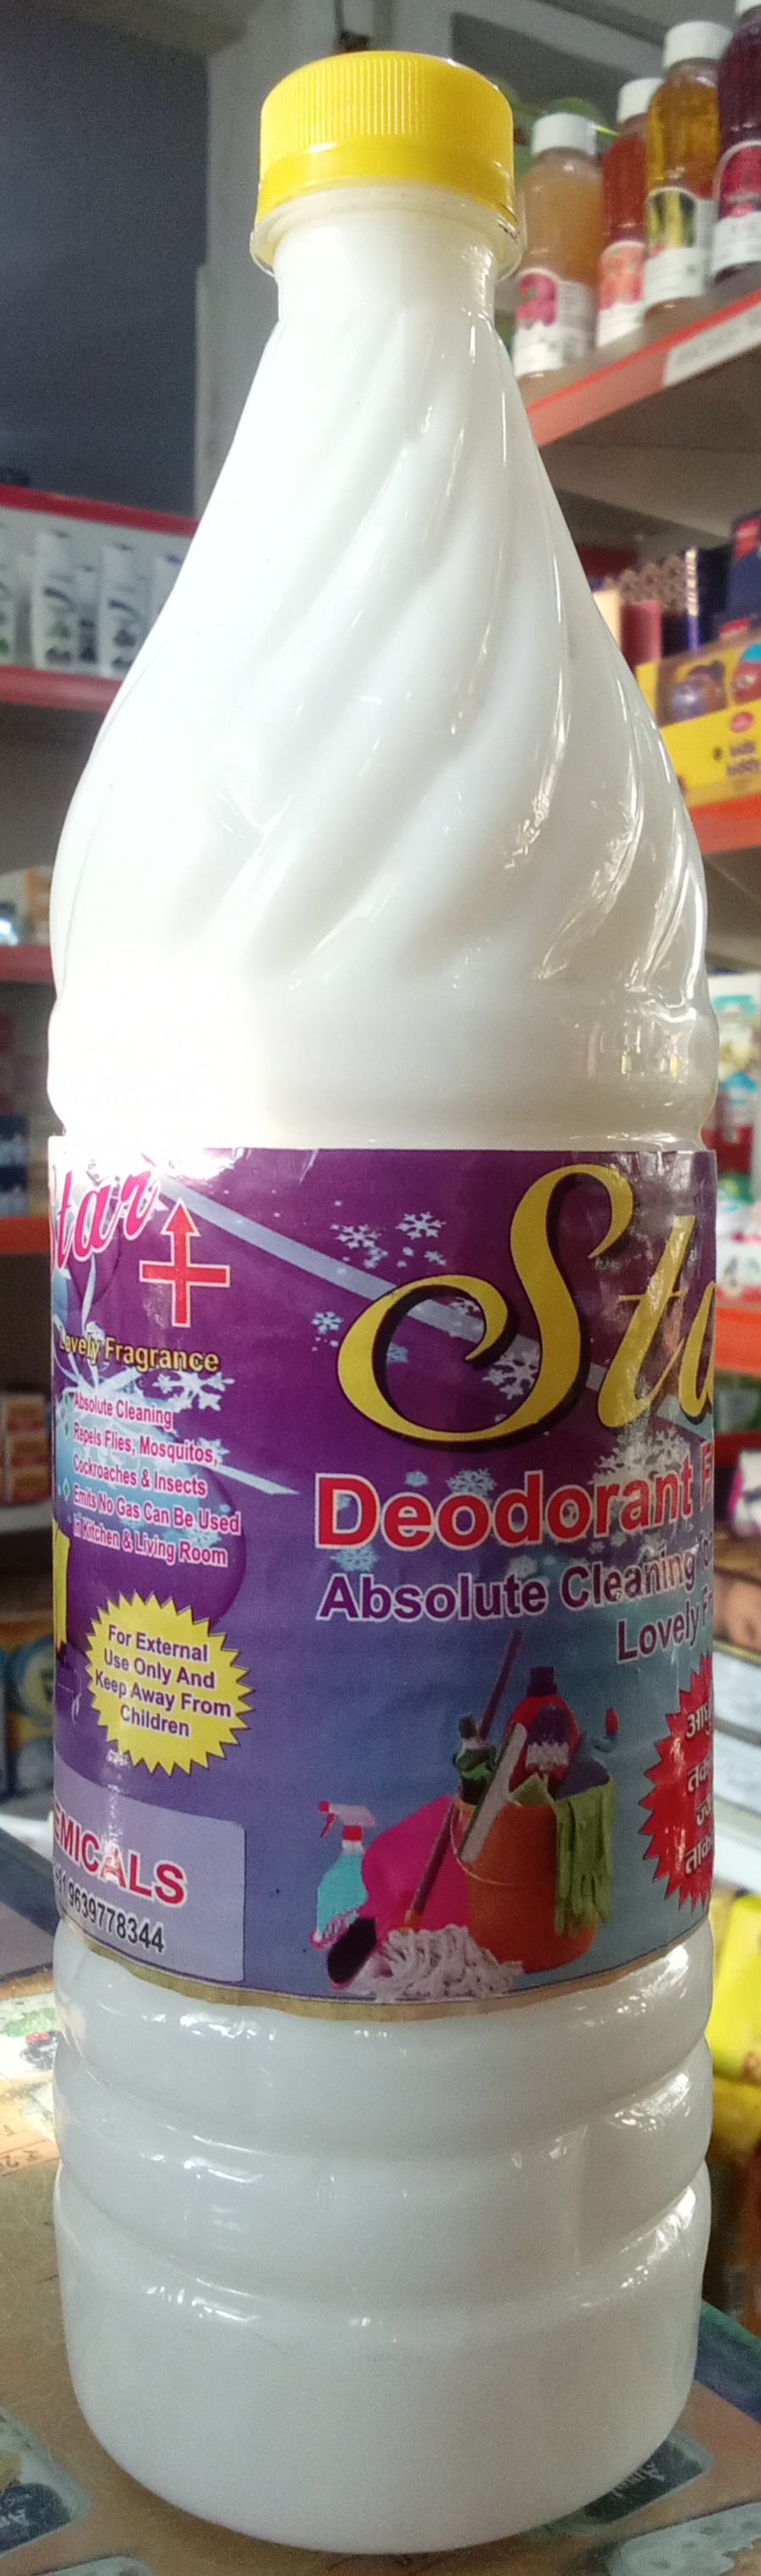 Star
Lovely Fragrance
Absolute Cleaning
Repels Flies, Mosquitos,
Cockroaches & Insects
Emits No Gas Can Be Used
in Kitchen & Living Room
For External
Use Only And
Keep Away From
Children
EMICALS
9639778344
Sta
Deodorant F
Absolute Cleaning
Lovely